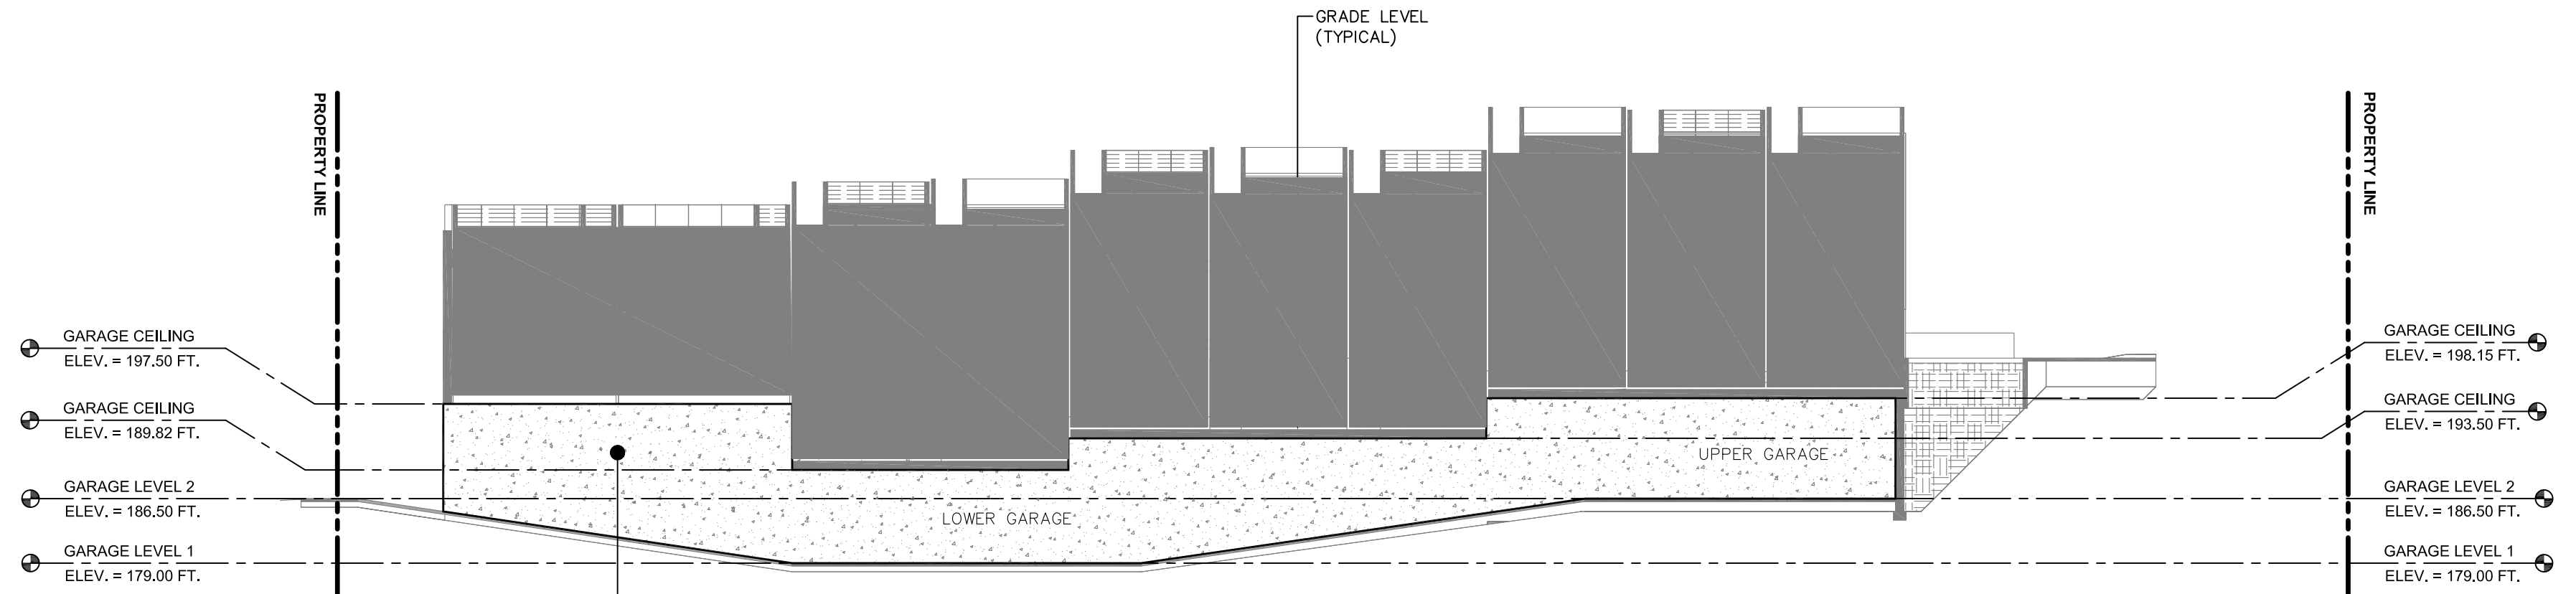 GRADE LEVEL
(TYPICAL)
PROPERTY LINE
PROPERTY LINE
GARAGE CEILING
ELEV. = 197.50 FT.
GARAGE CEILING
ELEV. = 189.82 FT.
GARAGE LEVEL 2
ELEV. = 186.50 FT.
GARAGE LEVEL 1
ELEV. = 179.00 FT.
LOWER GARAGE
UPPER GARAGE
GARAGE CEILING
ELEV. = 198.15 FT.
GARAGE CEILING
ELEV. = 193.50 FT.
GARAGE LEVEL 2
ELEV. = 186.50 FT.
GARAGE LEVEL 1
ELEV. = 179.00 FT.